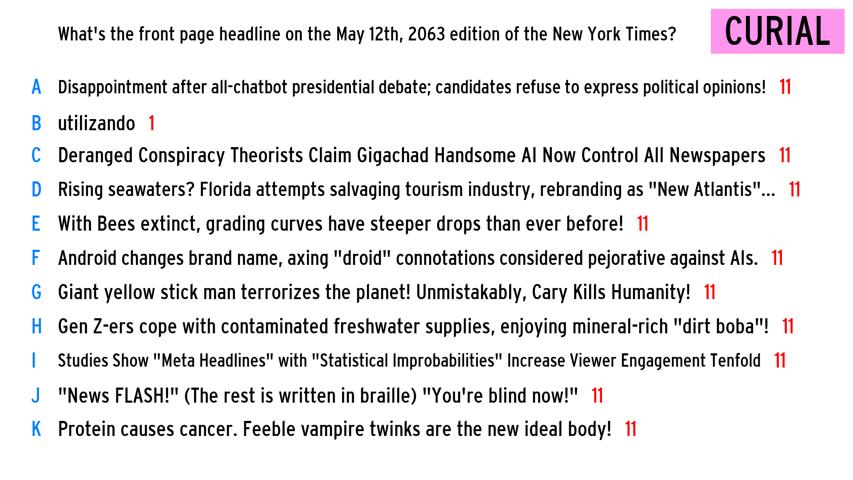 What's the front page headline on the May 12th, 2063 edition of the New York Times?
CURIAL
A Disappointment after all-chatbot presidential debate; candidates refuse to express political opinions! 11
B utilizando 1
C Deranged Conspiracy Theorists Claim Gigachad Handsome AI Now Control All Newspapers 11
D Rising seawaters? Florida attempts salvaging tourism industry, rebranding as "New Atlantis"... 11
E With Bees extinct, grading curves have steeper drops than ever before! 11
F Android changes brand name, axing "droid" connotations considered pejorative against AIs. 11
G Giant yellow stick man terrorizes the planet! Unmistakably, Cary Kills Humanity! 11
H Gen Z-ers cope with contaminated freshwater supplies, enjoying mineral-rich "dirt boba"! 11
I Studies Show "Meta Headlines" with "Statistical Improbabilities" Increase Viewer Engagement Tenfold 11
J "News FLASH!" (The rest is written in braille) "You're blind now!" 11
K Protein causes cancer. Feeble vampire twinks are the new ideal body! 11